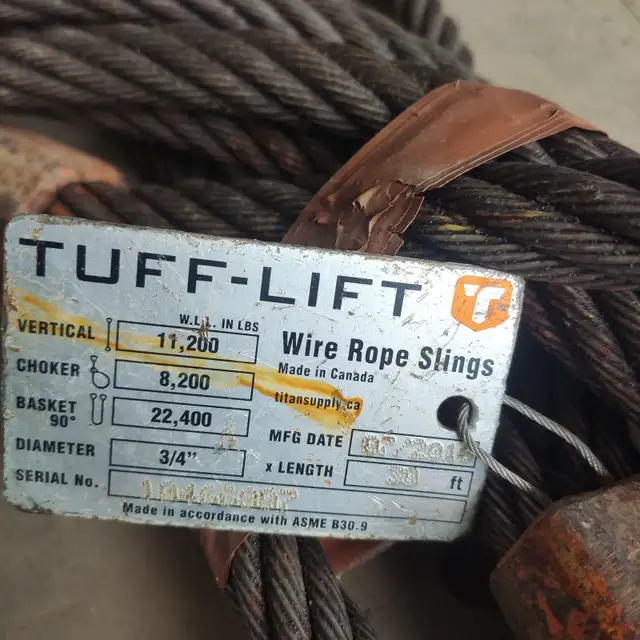 TUFF-LIFT
W.L.L. IN LBS
VERTICAL 11,200
CHOKER 8,200
BASKET 90° 22,400
DIAMETER 3/4"
Wire Rope Slings
Made in Canada
titansupply.ca
MFG DATE
x LENGTH 30 ft
SERIAL No.
Made in accordance with ASME B30.9